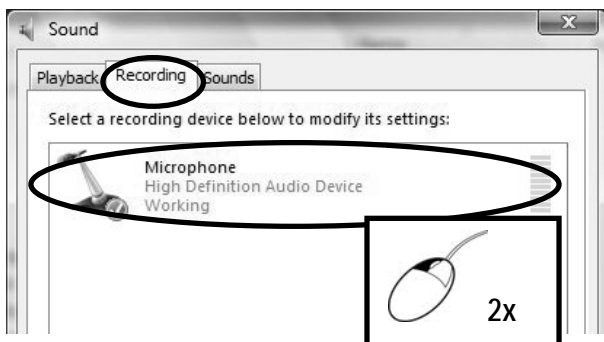 Sound
Playback Recording Sounds
Select a recording device below to modify its settings:
Microphone
High Definition Audio Device
Working
2x